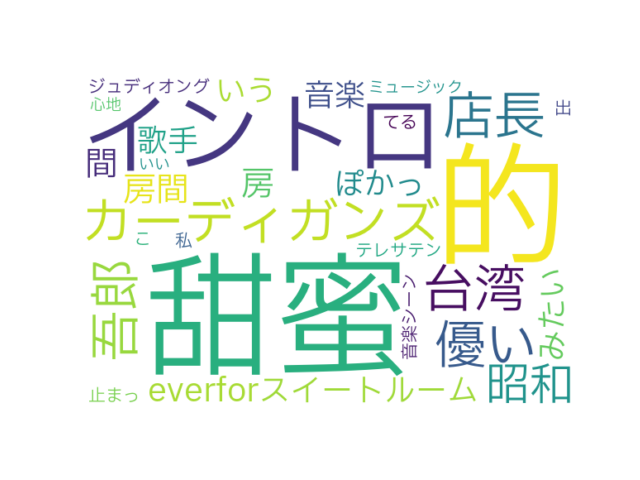 ジュディオング
いう
音楽
ミュージック
心地
イントロ
てる
店長
出
歌手
間
いい
房間
房
ぽかっ
的
カーディガンズ
こ
私
テレサテン
吾郎
甜蜜
音楽シーン
台湾
みたい
優い
止まっ
everforスイートルーム
昭和